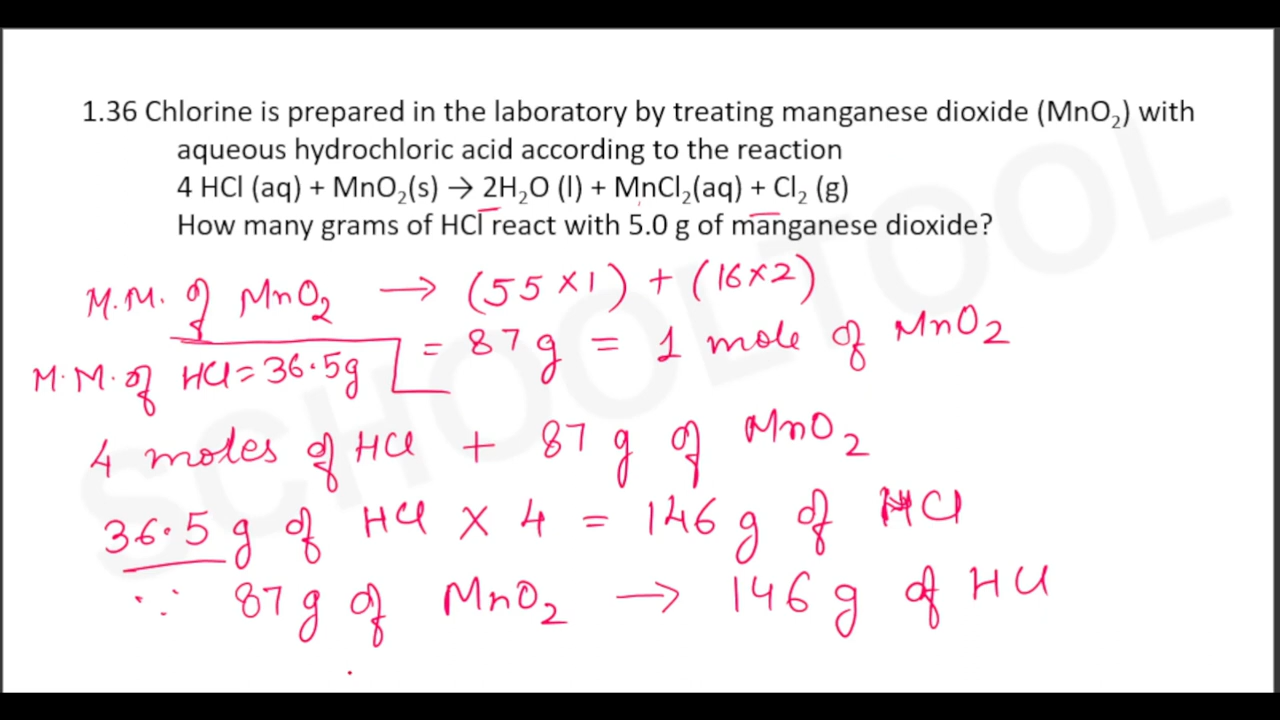 1.36 Chlorine is prepared in the laboratory by treating manganese dioxide (MnO₂) with
aqueous hydrochloric acid according to the reaction
4 HCl (aq) + MnO₂(s) → 2H₂O (l) + MnCl₂(aq) + Cl₂ (g)
How many grams of HCl react with 5.0 g of manganese dioxide?
M.M. of MnO₂ → (55 × 1) + (16×2)
= 87 g = 1 mole of MnO₂
M.M. of HCl = 36.5g
4 moles of HCl + 87 g of MnO₂
36.5 g of HCl × 4 = 146 g of HCl
∵ 87g of MnO₂ → 146 g of HCl
SCHOOLTOOL